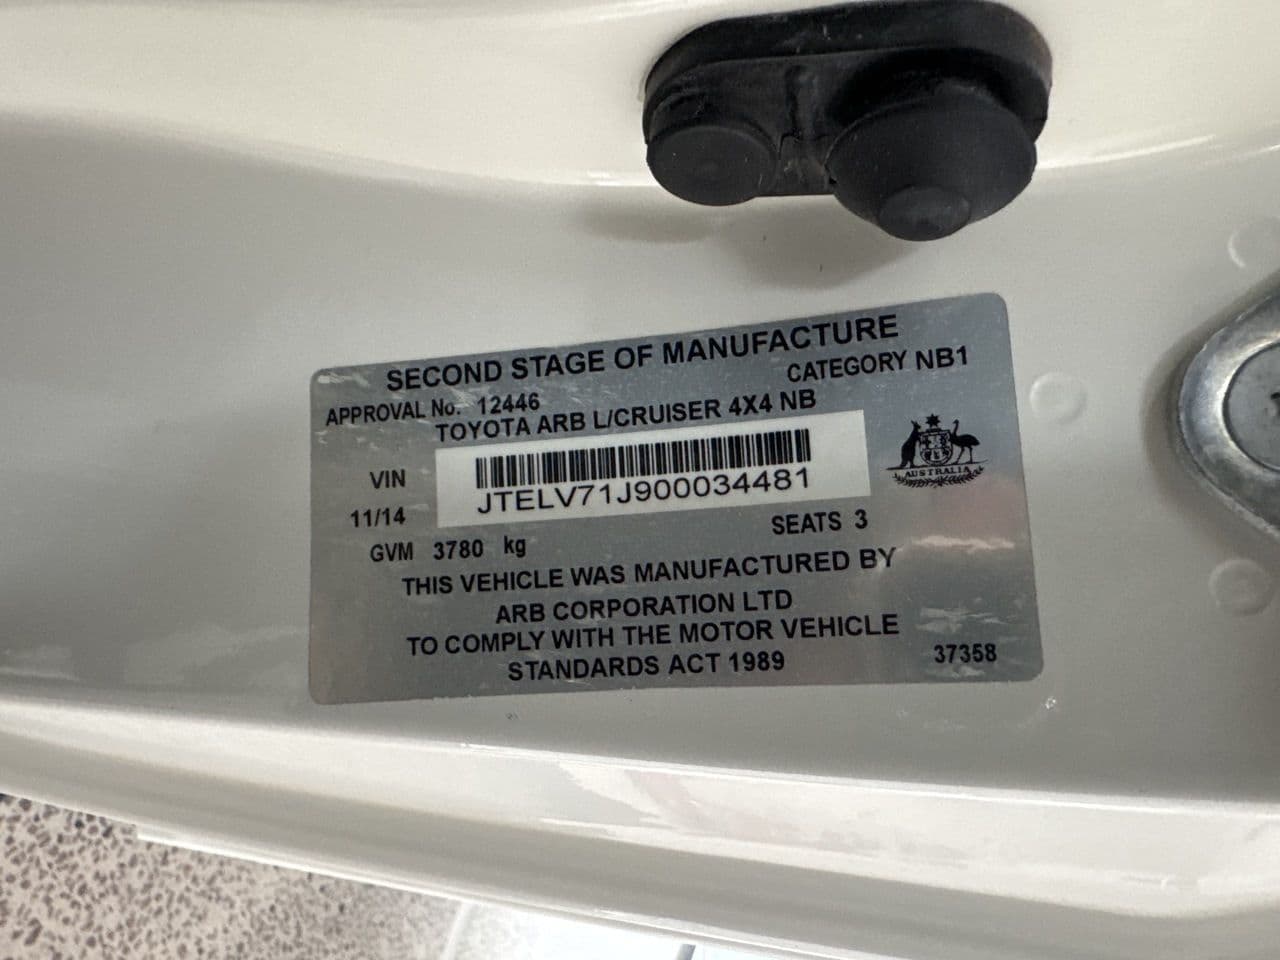 SECOND STAGE OF MANUFACTURE
CATEGORY NB1
APPROVAL No. 12446
TOYOTA ARB L/CRUISER 4X4 NB
VIN
JTELV71J900034481
AUSTRALIA
11/14
SEATS 3
GVM 3780 kg
THIS VEHICLE WAS MANUFACTURED BY
ARB CORPORATION LTD
TO COMPLY WITH THE MOTOR VEHICLE
STANDARDS ACT 1989
37358